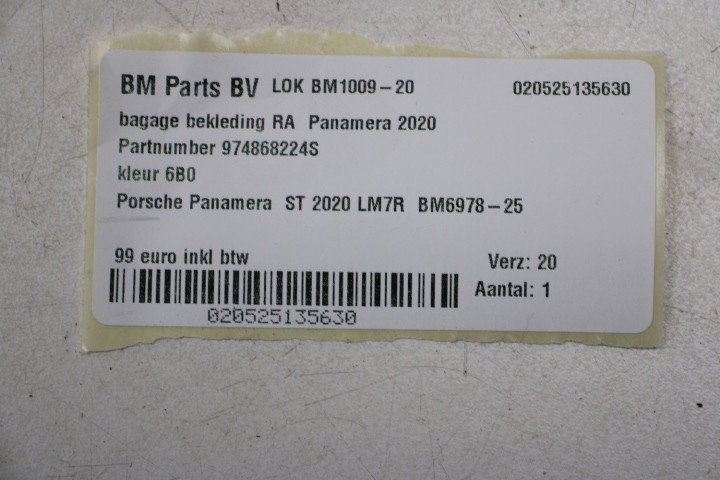 BM Parts BV LOK BM1009-20 020525135630
bagage bekleding RA Panamera 2020
Partnumber 974868224S
kleur 6B0
Porsche Panamera ST 2020 LM7R BM6978-25
99 euro inkl btw Verz: 20
Aantal: 1
020525135630